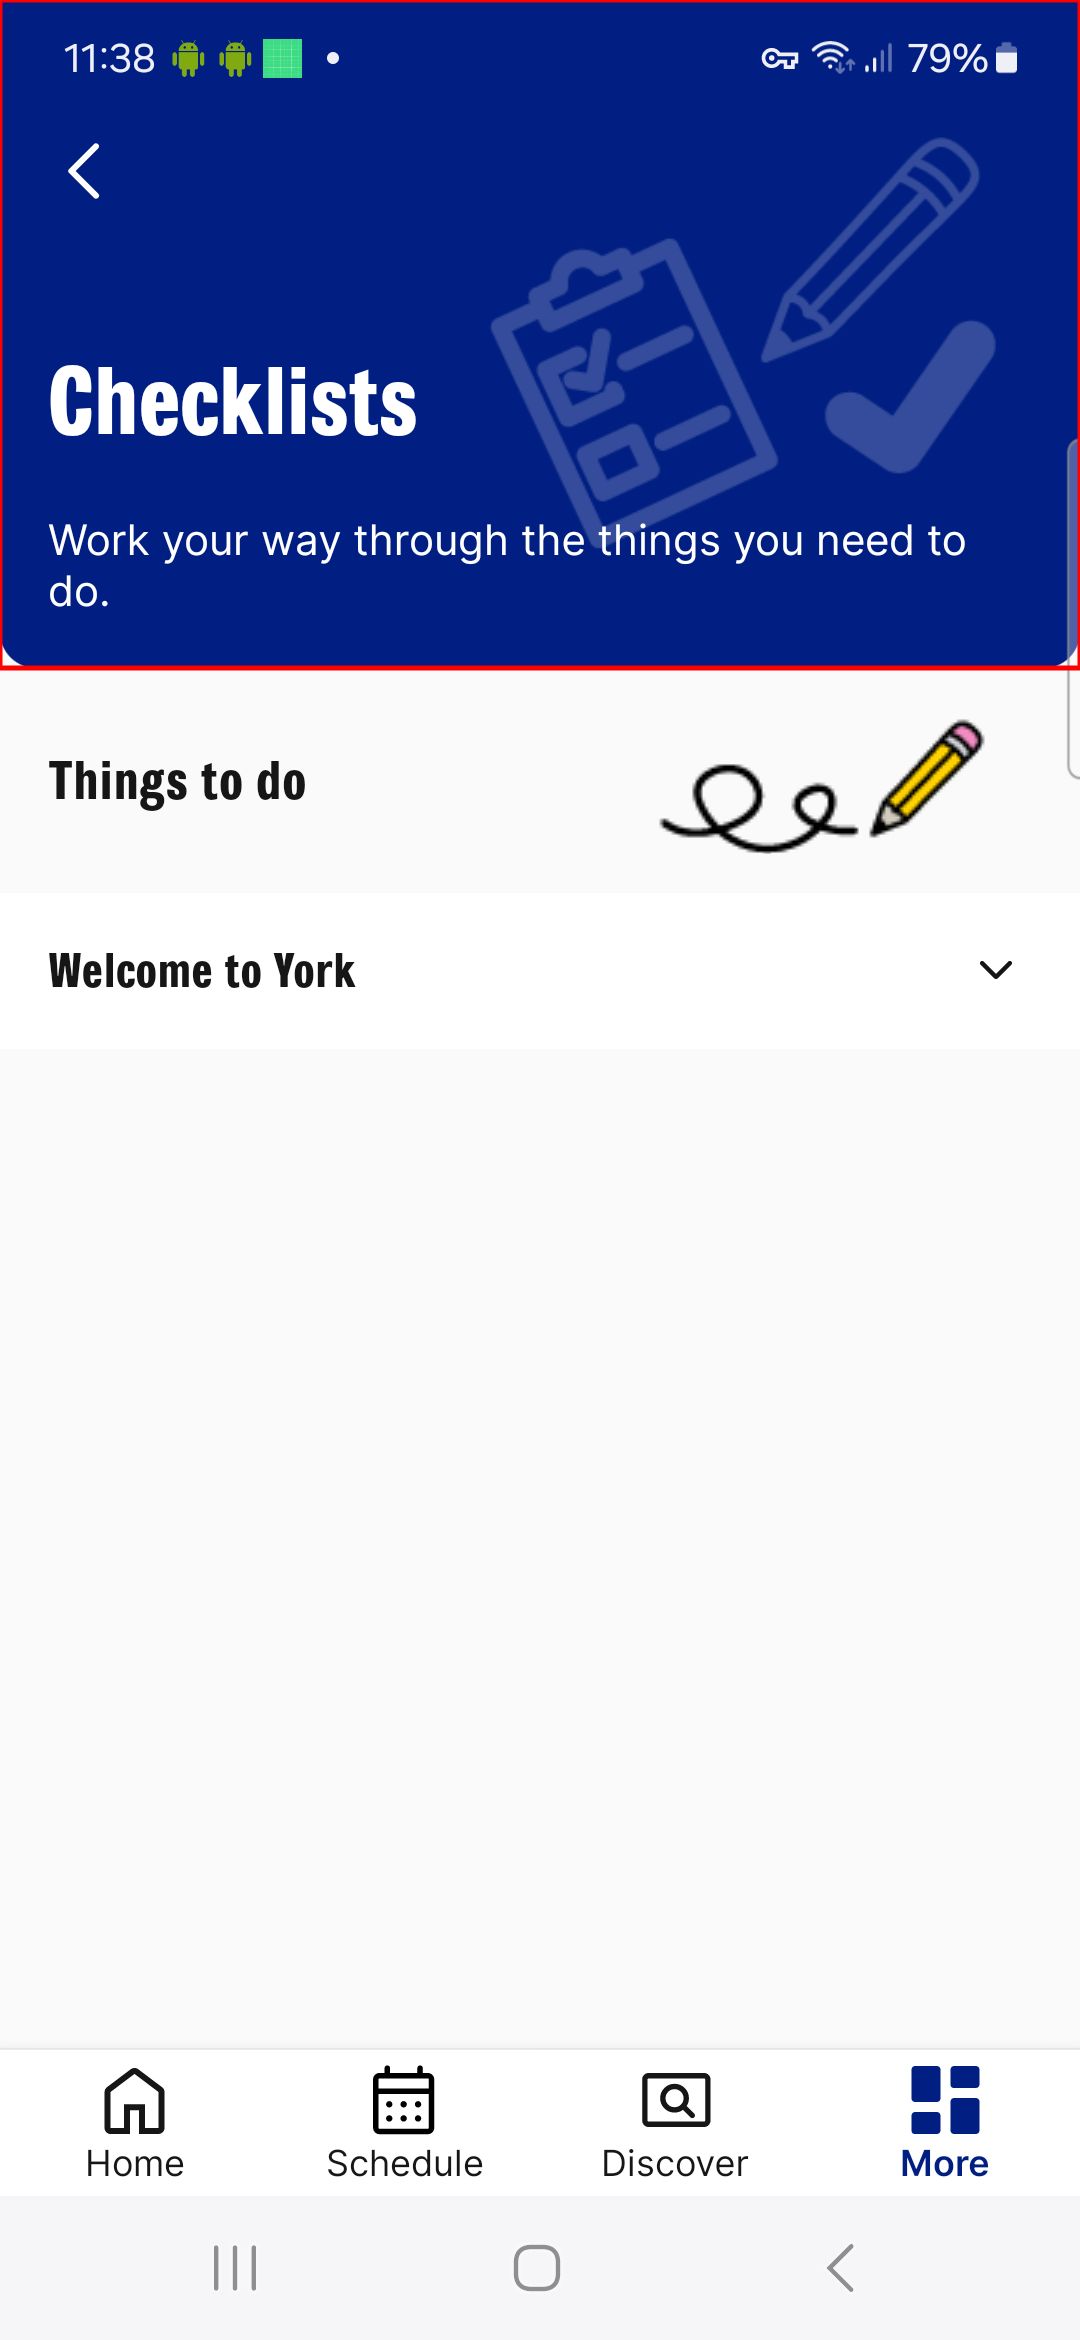 11:38
79%
Checklists
Work your way through the things you need to
do.
Things to do
Welcome to York
Home
Schedule
Discover
More